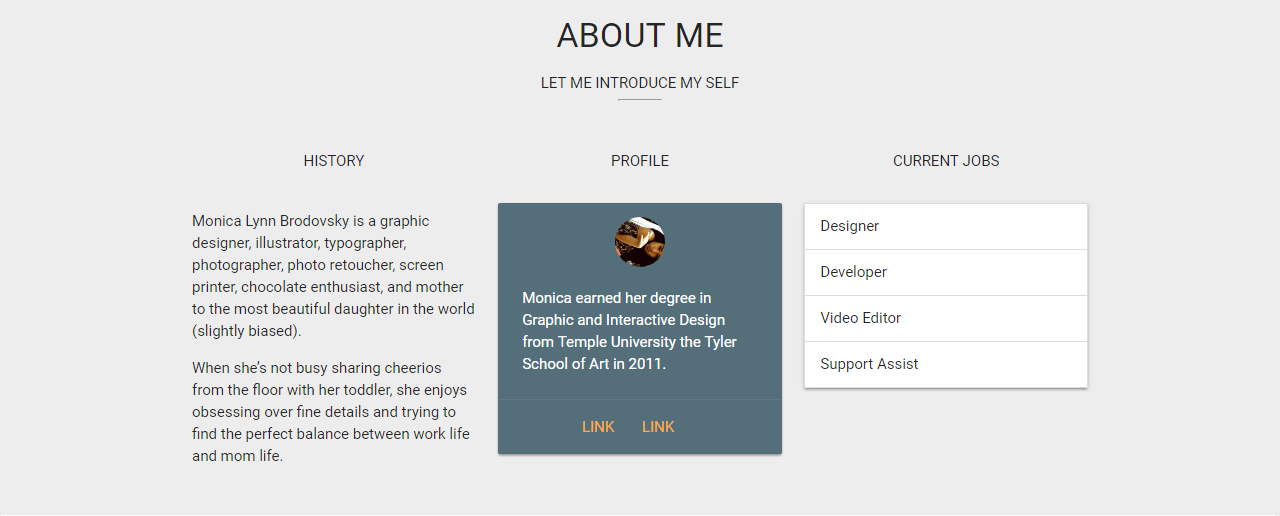 ABOUT ME
LET ME INTRODUCE MY SELF
HISTORY
Monica Lynn Brodovsky is a graphic
designer, illustrator, typographer,
photographer, photo retoucher, screen
printer, chocolate enthusiast, and mother
to the most beautiful daughter in the world
(slightly biased).
When she’s not busy sharing cheerios
from the floor with her toddler, she enjoys
obsessing over fine details and trying to
find the perfect balance between work life
and mom life.
PROFILE
Monica earned her degree in
Graphic and Interactive Design
from Temple University the Tyler
School of Art in 2011.
LINK LINK
CURRENT JOBS
Designer
Developer
Video Editor
Support Assist